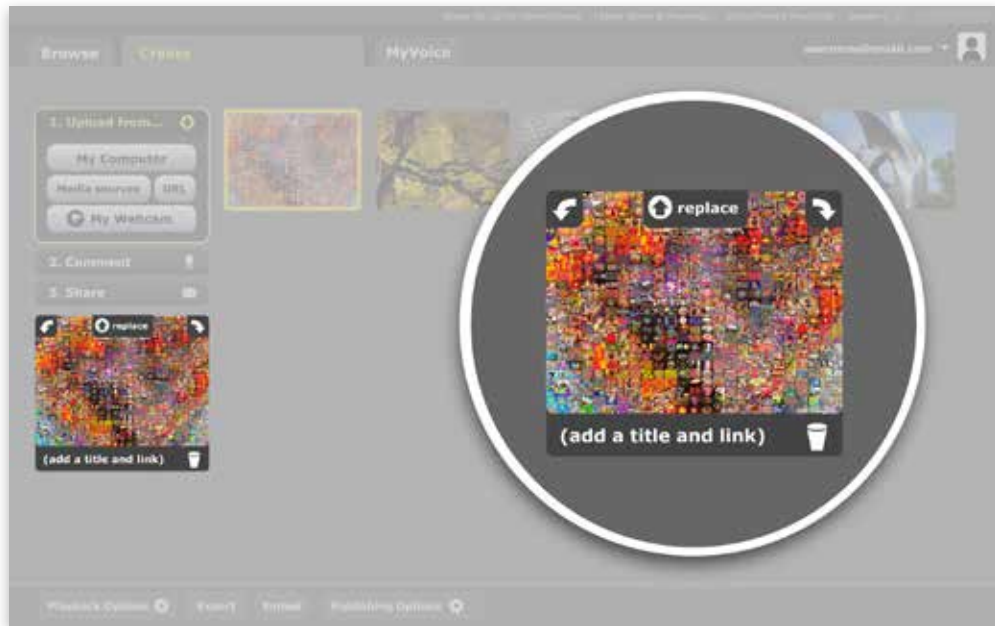 Browse
Create
MyVoice
1. Upload from...
My Computer
Media sources
URL
My Webcam
2. Comment
3. Share
replace
(add a title and link)
replace
(add a title and link)
Playback Options
Export
Embed
Publishing Options